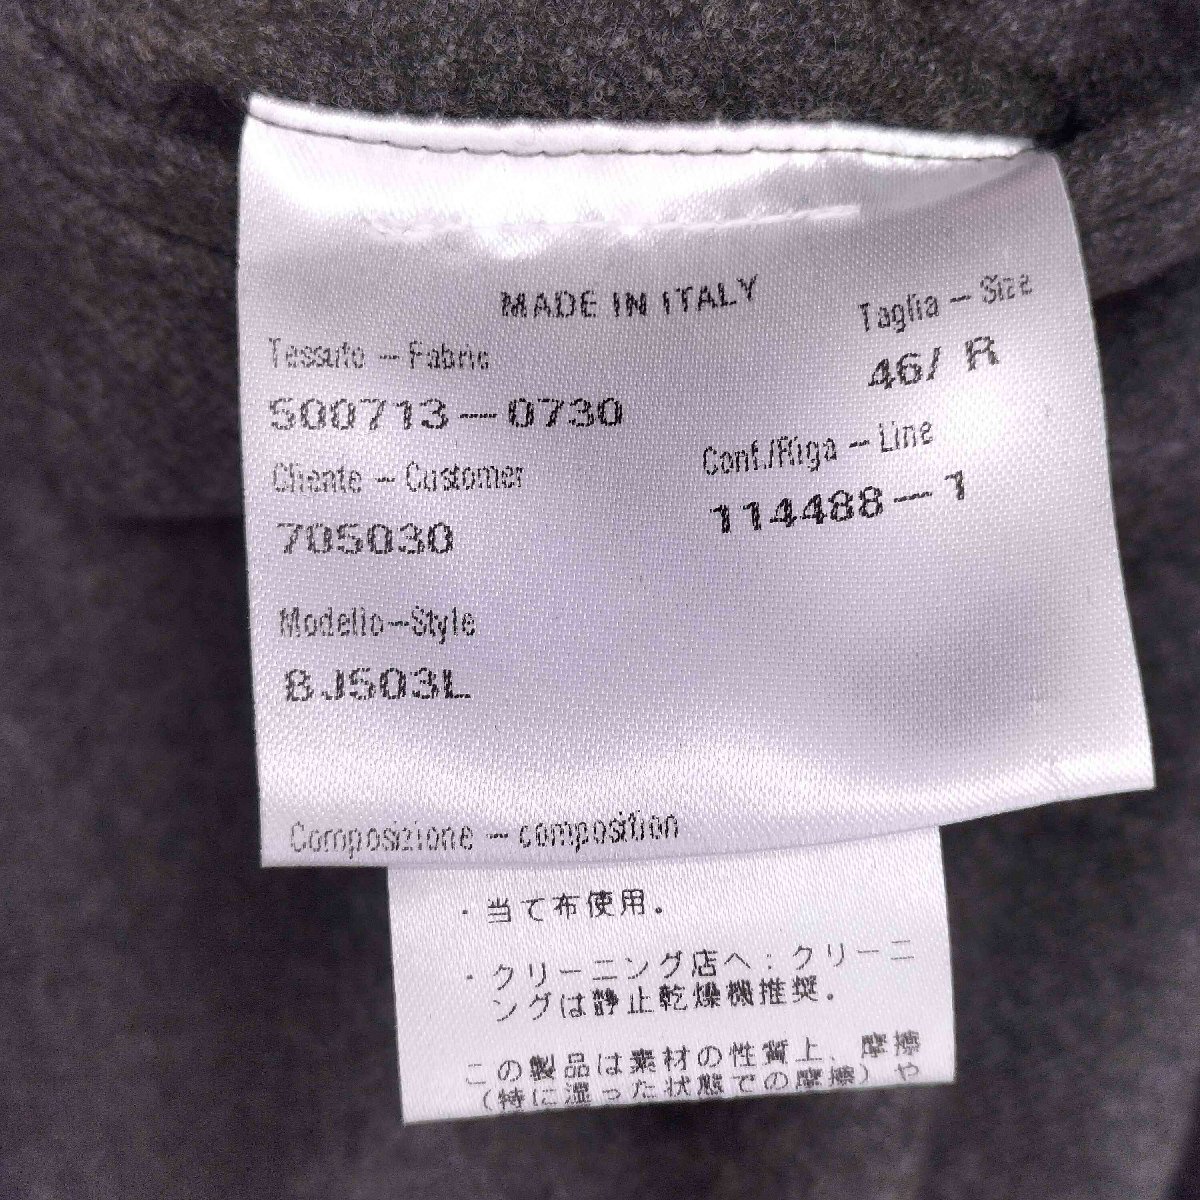 MADE IN ITALY
Taglia - Size
46/ R
Tessuto - Fabric
S00713-0730
Conf./Riga - Line
114488-1
Cliente - Customer
705030
Modello-Style
8J503L
Composizione - composition
・当て布使用.
・クリーニング店へ: クリーニ
ングは静止乾燥機推奨.
この製品は素材の性質上、摩擦
(特に湿った状態での摩擦) や